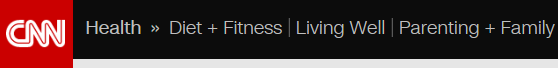 CNN Health » Diet + Fitness | Living Well | Parenting + Family